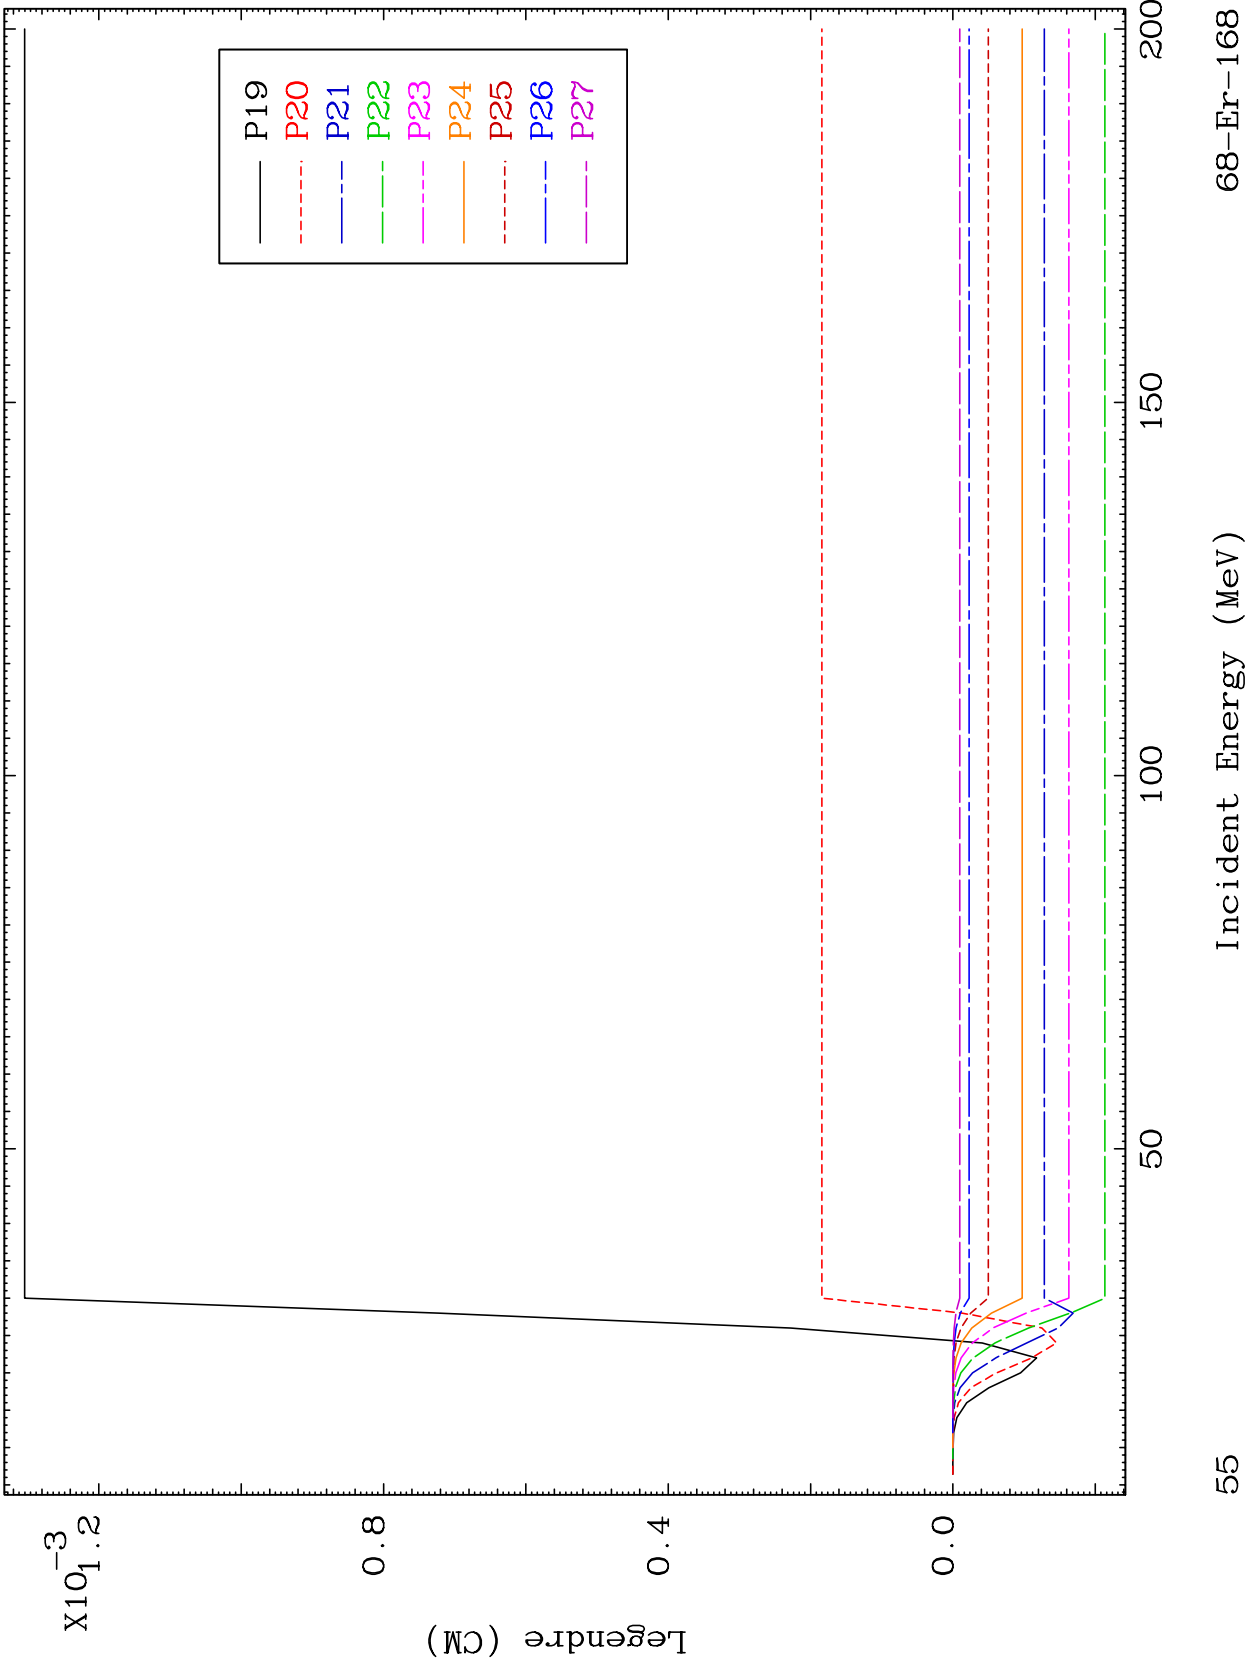 X10-3
1.2
0.8
0.4
0.0
Legendre (CM)
P19
P20
P21
P22
P23
P24
P25
P26
P27
50
100
150
200
Incident Energy (MeV)
55
68-Er-168